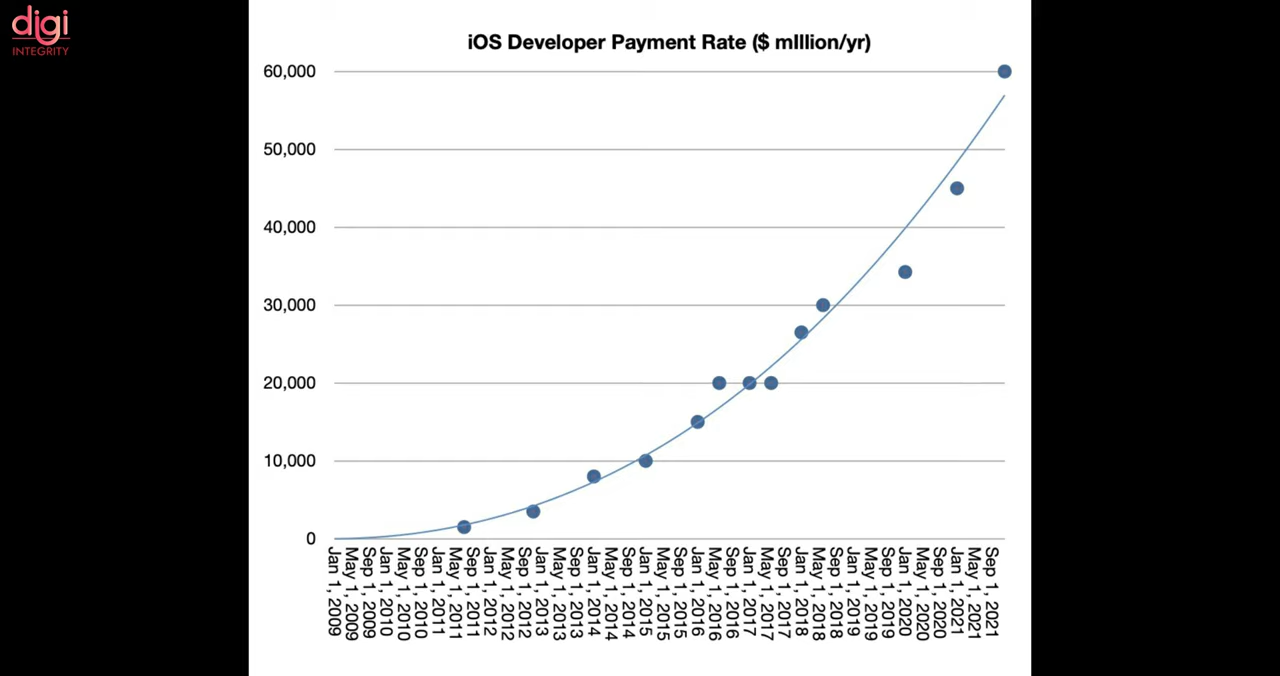 digi
INTEGRITY
iOS Developer Payment Rate ($ mIllion/yr)
60,000
50,000
40,000
30,000
20,000
10,000
0
Jan 1, 2009
May 1, 2009
Sep 1, 2009
Jan 1, 2010
May 1, 2010
Sep 1, 2010
Jan 1, 2011
May 1, 2011
Sep 1, 2011
Jan 1, 2012
May 1, 2012
Sep 1, 2012
Jan 1, 2013
May 1, 2013
Sep 1, 2013
Jan 1, 2014
May 1, 2014
Sep 1, 2014
Jan 1, 2015
May 1, 2015
Sep 1, 2015
Jan 1, 2016
May 1, 2016
Sep 1, 2016
Jan 1, 2017
May 1, 2017
Sep 1, 2017
Jan 1, 2018
May 1, 2018
Sep 1, 2018
Jan 1, 2019
May 1, 2019
Sep 1, 2019
Jan 1, 2020
May 1, 2020
Sep 1, 2020
Jan 1, 2021
May 1, 2021
Sep 1, 2021